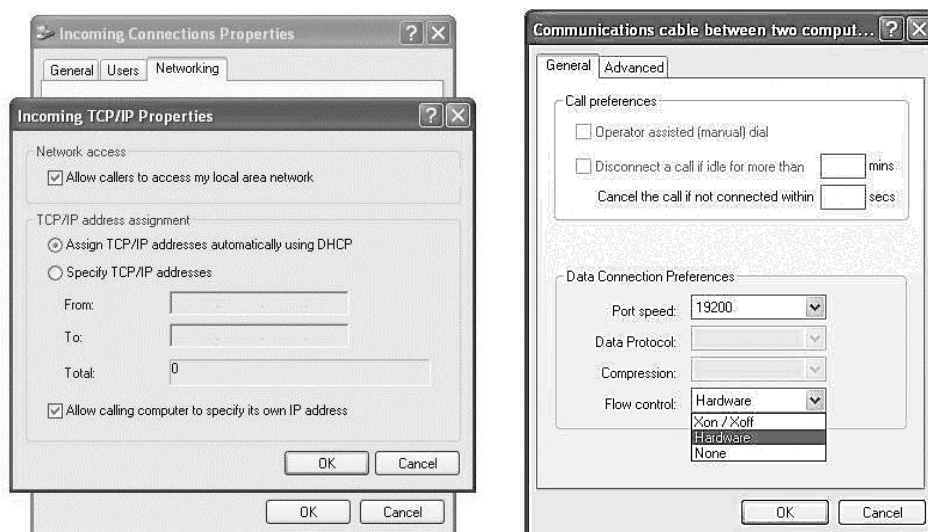 Incoming Connections Properties
General Users Networking
Incoming TCP/IP Properties
Network access
Allow callers to access my local area network
TCP/IP address assignment
Assign TCP/IP addresses automatically using DHCP
Specify TCP/IP addresses
From:
To:
Total: 0
Allow calling computer to specify its own IP address
OK Cancel
OK Cancel
Communications cable between two comput...
General Advanced
Call preferences
Operator assisted (manual) dial
Disconnect a call if idle for more than mins
Cancel the call if not connected within secs
Data Connection Preferences
Port speed: 19200
Data Protocol:
Compression:
Flow control: Hardware
Xon / Xoff
Hardware
None
OK Cancel